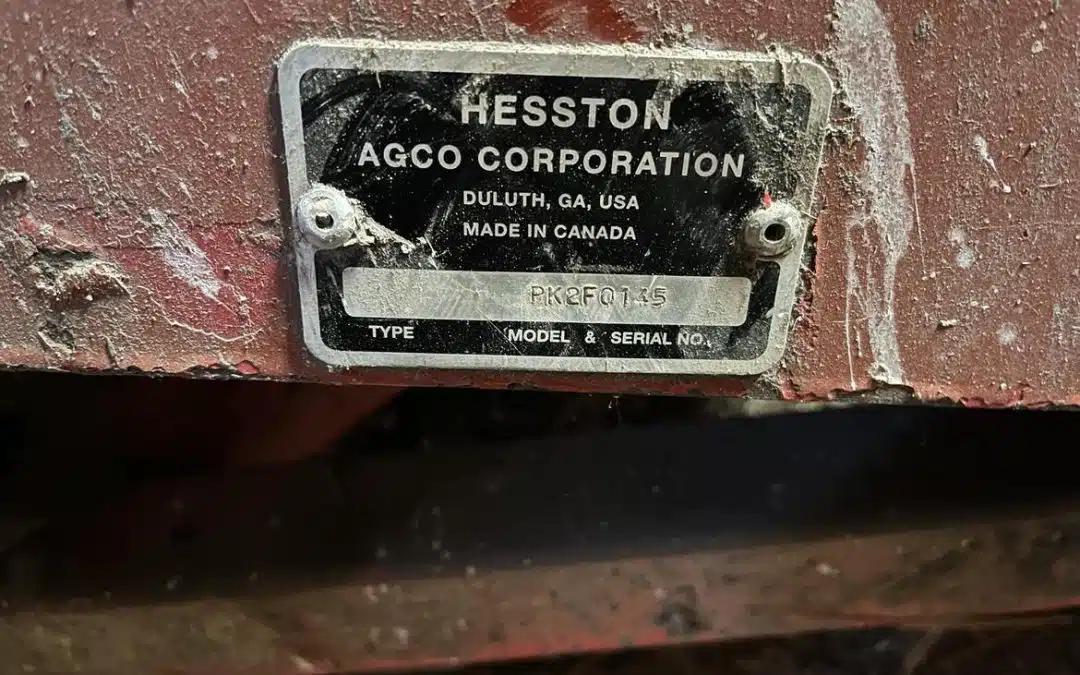 HESSTON
AGCO CORPORATION
DULUTH, GA, USA
MADE IN CANADA
PK2F0145
TYPE MODEL & SERIAL NO.